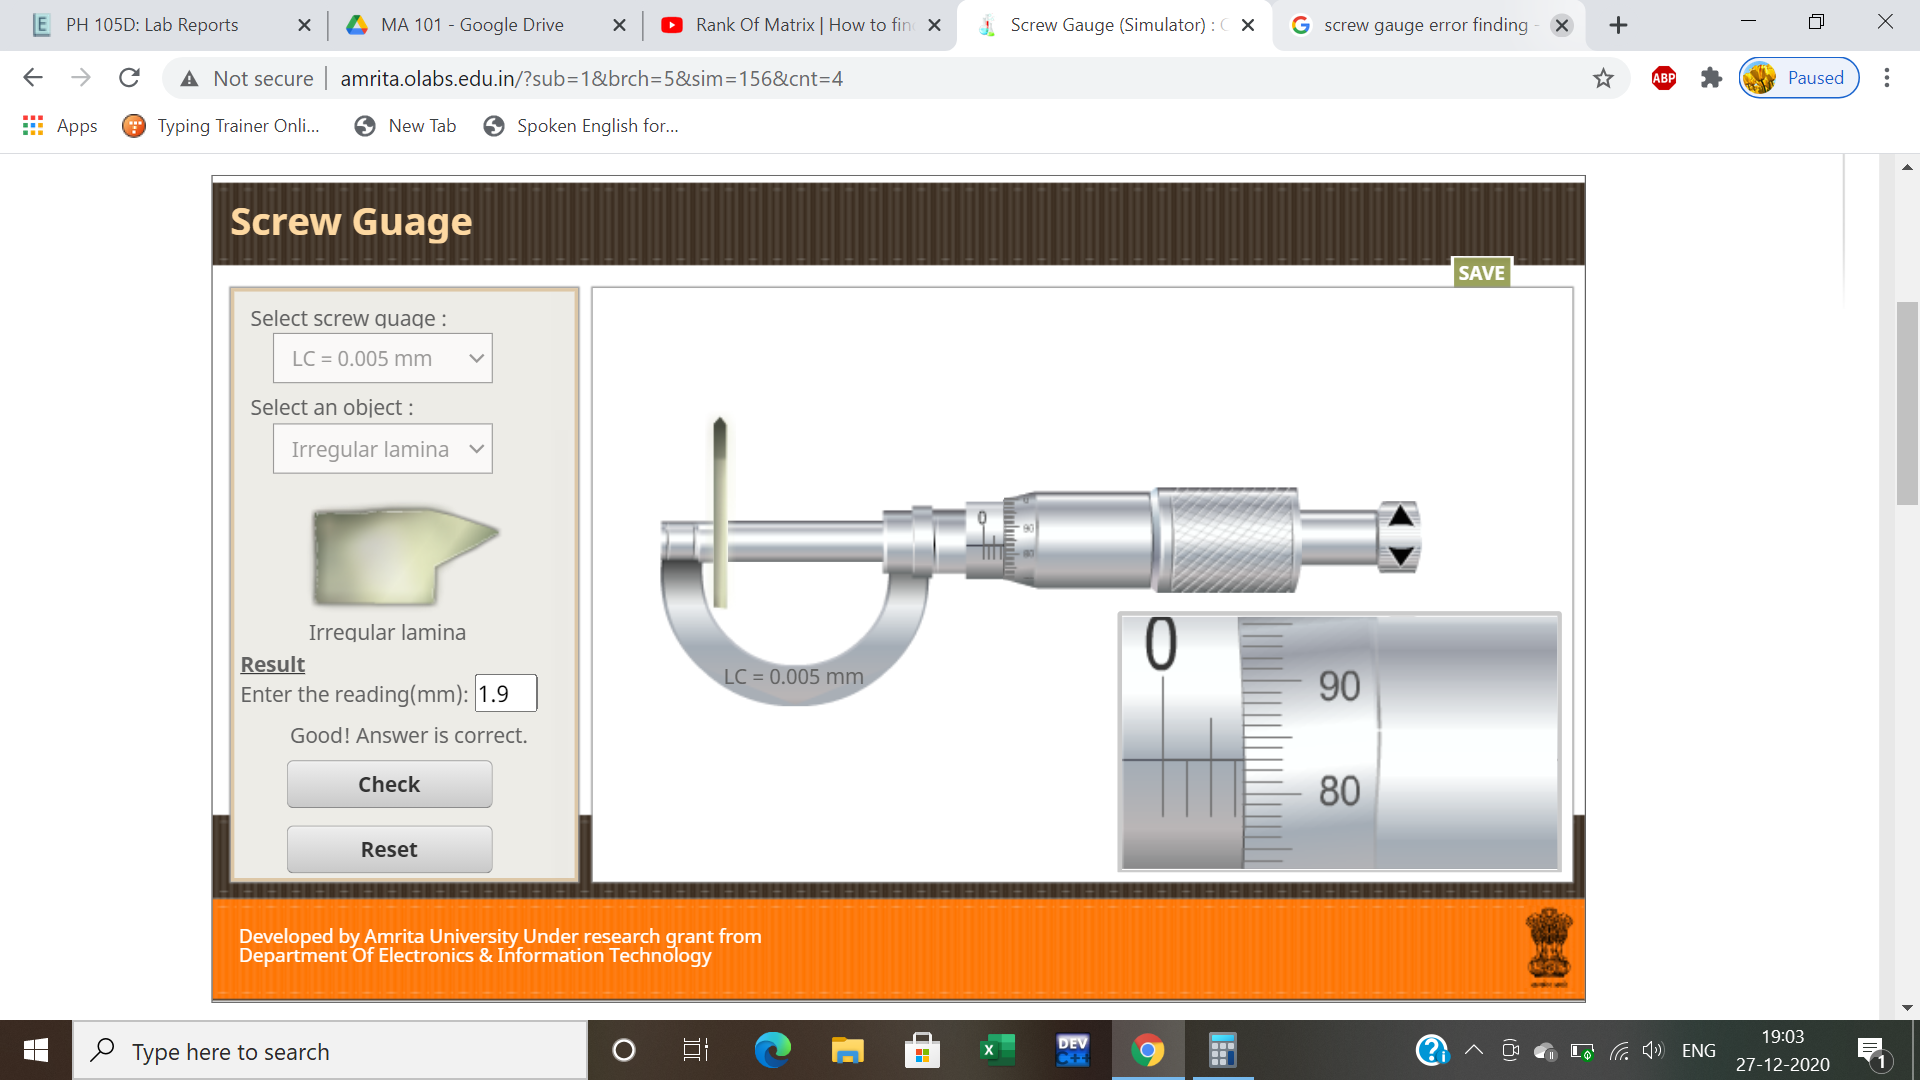 PH 105D: Lab Reports
MA 101 - Google Drive
Rank Of Matrix | How to fin
Screw Gauge (Simulator) :
screw gauge error finding -
Not secure
amrita.olabs.edu.in/?sub=1&brch=5&sim=156&cnt=4
ABP
Paused
Apps
Typing Trainer Onli...
New Tab
Spoken English for...
Screw Guage
SAVE
Select screw guage :
LC = 0.005 mm
Select an object :
Irregular lamina
Irregular lamina
Result
Enter the reading(mm): 1.9
Good! Answer is correct.
Check
Reset
0
90
80
LC = 0.005 mm
0
90
80
Developed by Amrita University Under research grant from
Department Of Electronics & Information Technology
Type here to search
DEV
C++
ENG
19:03
27-12-2020
1